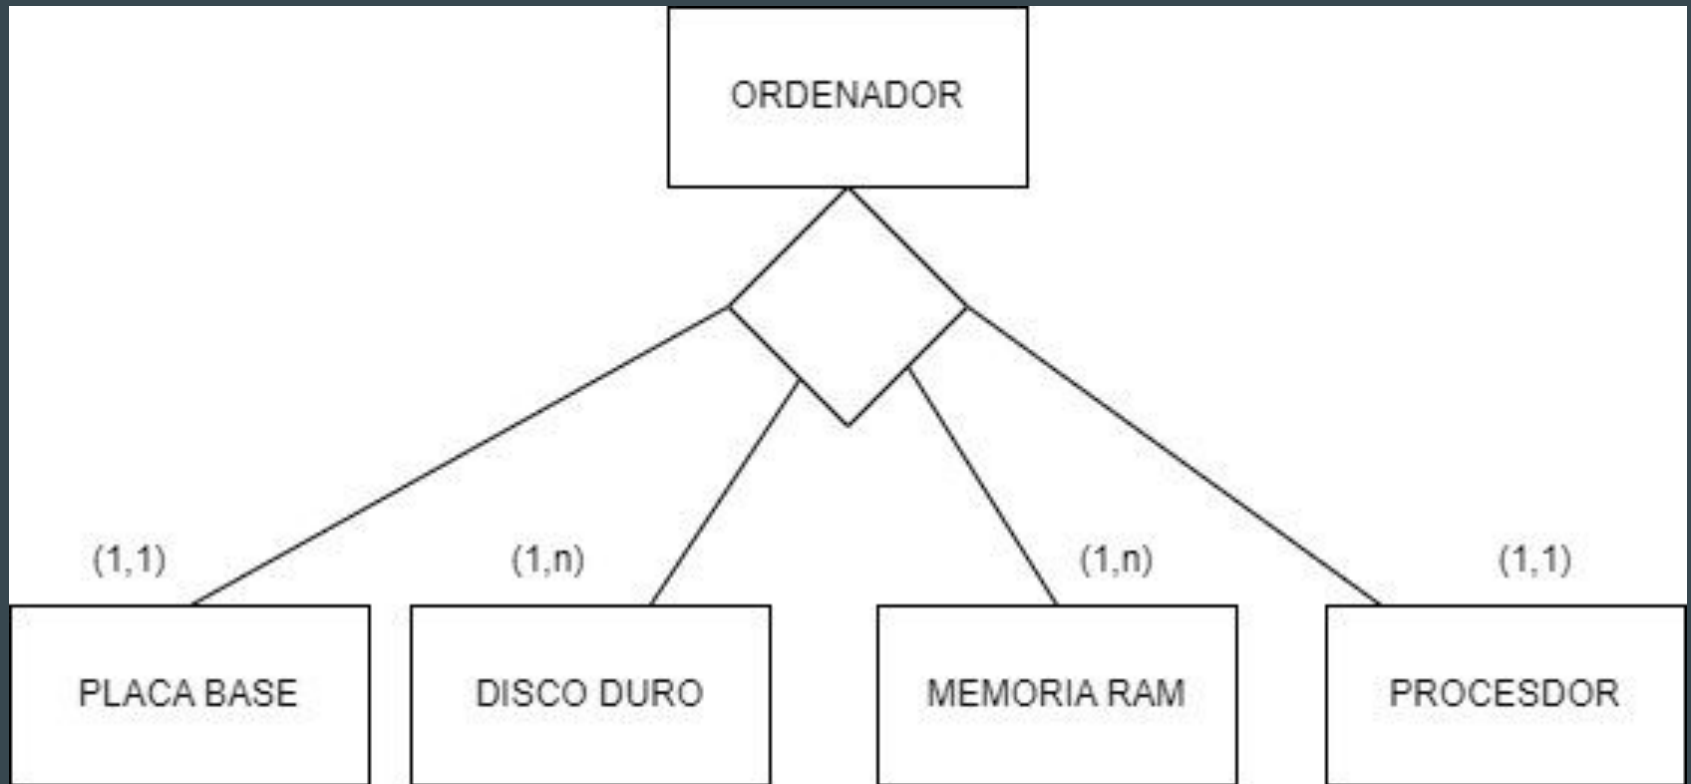 ORDENADOR
(1,1)
(1,n)
(1,n)
(1,1)
PLACA BASE
DISCO DURO
MEMORIA RAM
PROCESDOR